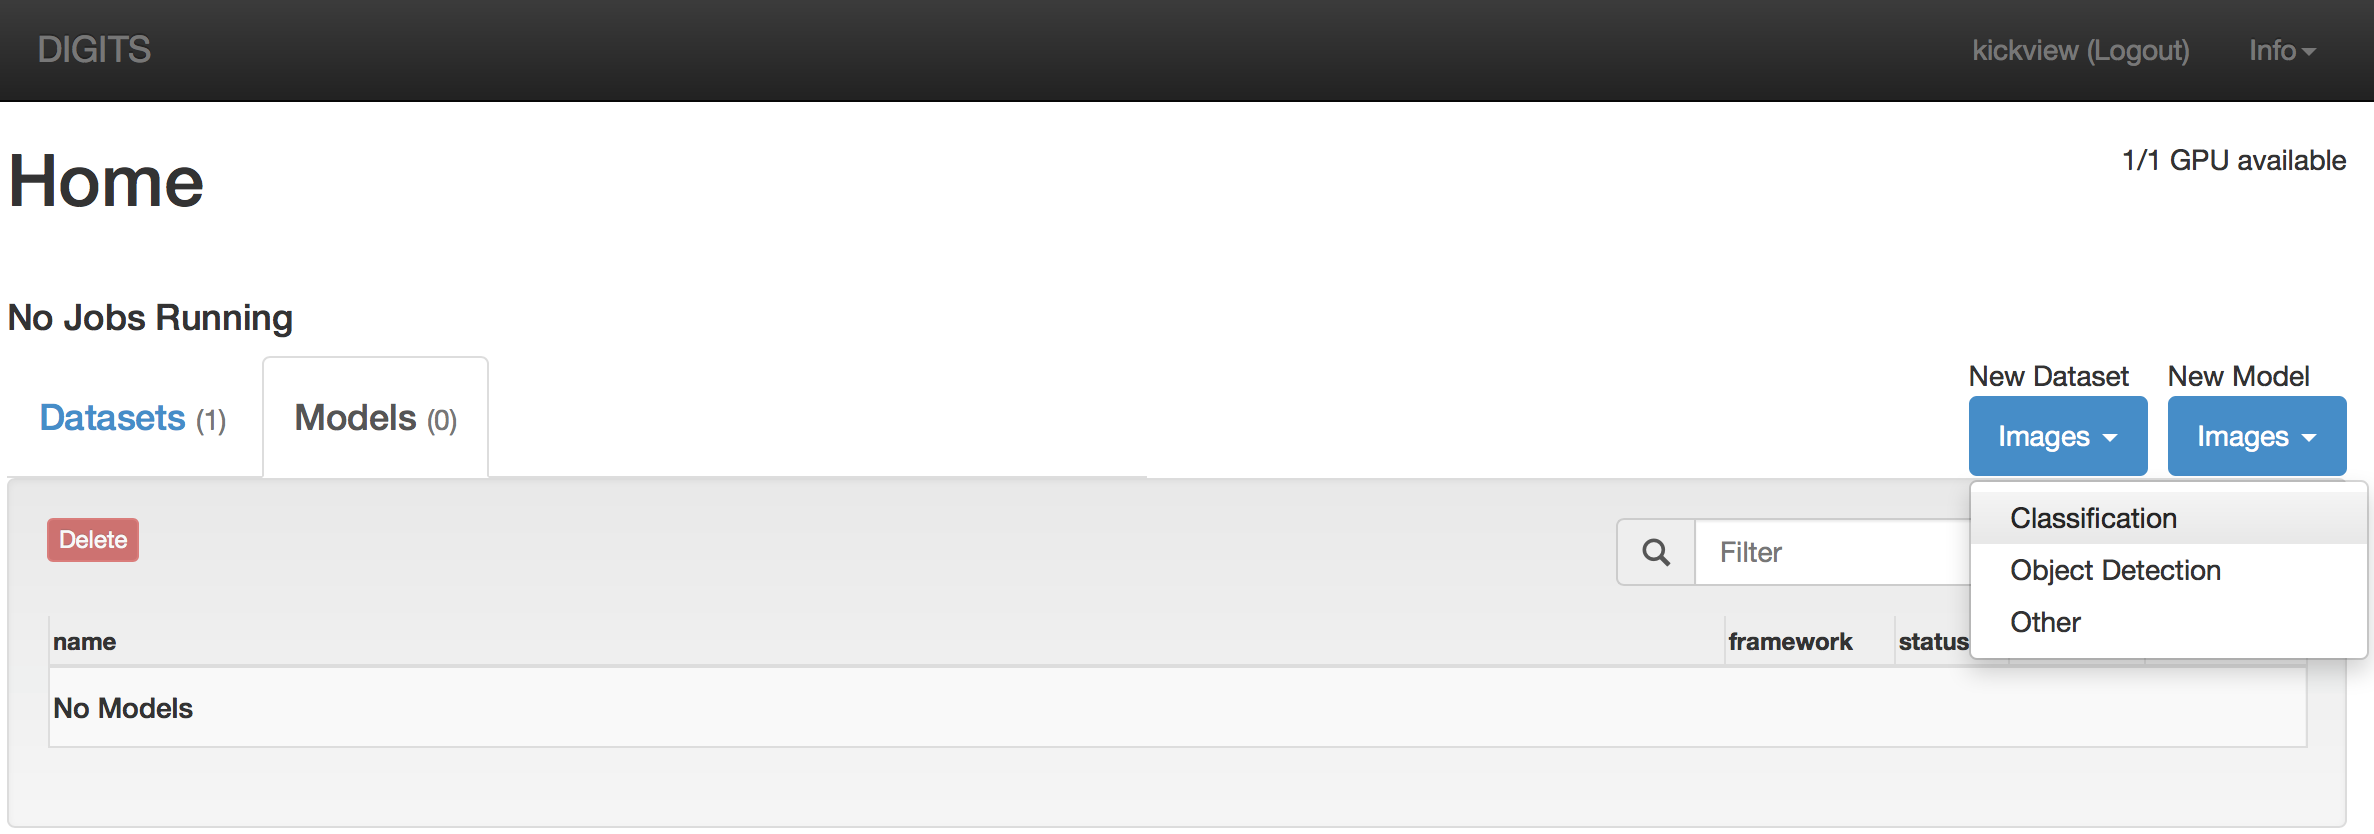 DIGITS kickview (Logout) Info
Home 1/1 GPU available
No Jobs Running
New Dataset New Model
Datasets (1) Models (0) Images Images
Classification
Delete Filter
Object Detection
Other
name framework status
No Models